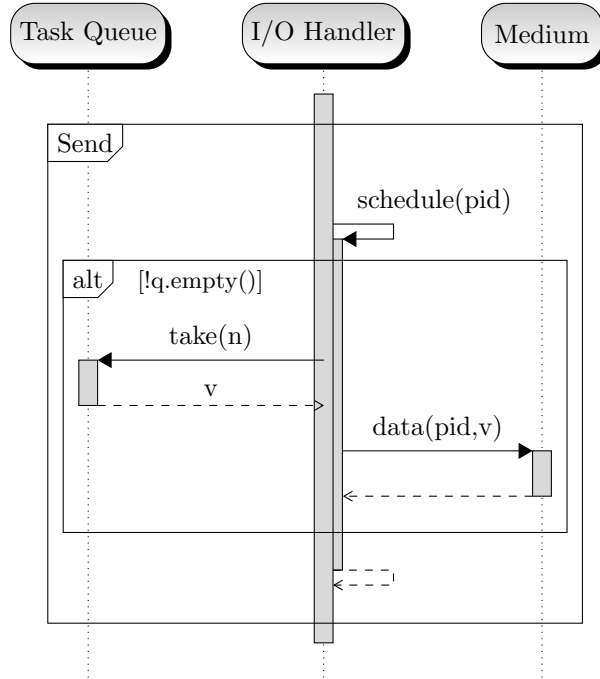 Task Queue
I/O Handler
Medium
Send
schedule(pid)
alt
[!q.empty()]
take(n)
v
data(pid,v)